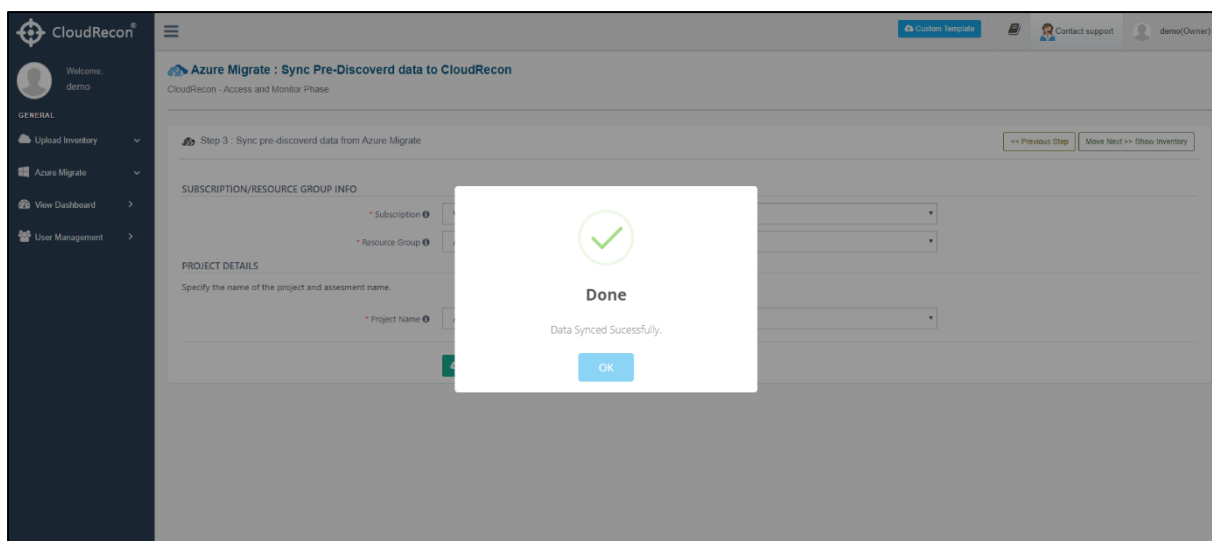 CloudRecon®
Custom Template
Contact support
demo(Owner)
Welcome,
demo
GENERAL
Upload Inventory
Azure Migrate
View Dashboard
User Management
Azure Migrate : Sync Pre-Discoverd data to CloudRecon
CloudRecon - Access and Monitor Phase
Step 3 : Sync pre-discoverd data from Azure Migrate
<< Previous Step
Move Next >> Show Inventory
SUBSCRIPTION/RESOURCE GROUP INFO
* Subscription
* Resource Group
PROJECT DETAILS
Specify the name of the project and assesment name.
* Project Name
Done
Data Synced Sucessfully.
OK